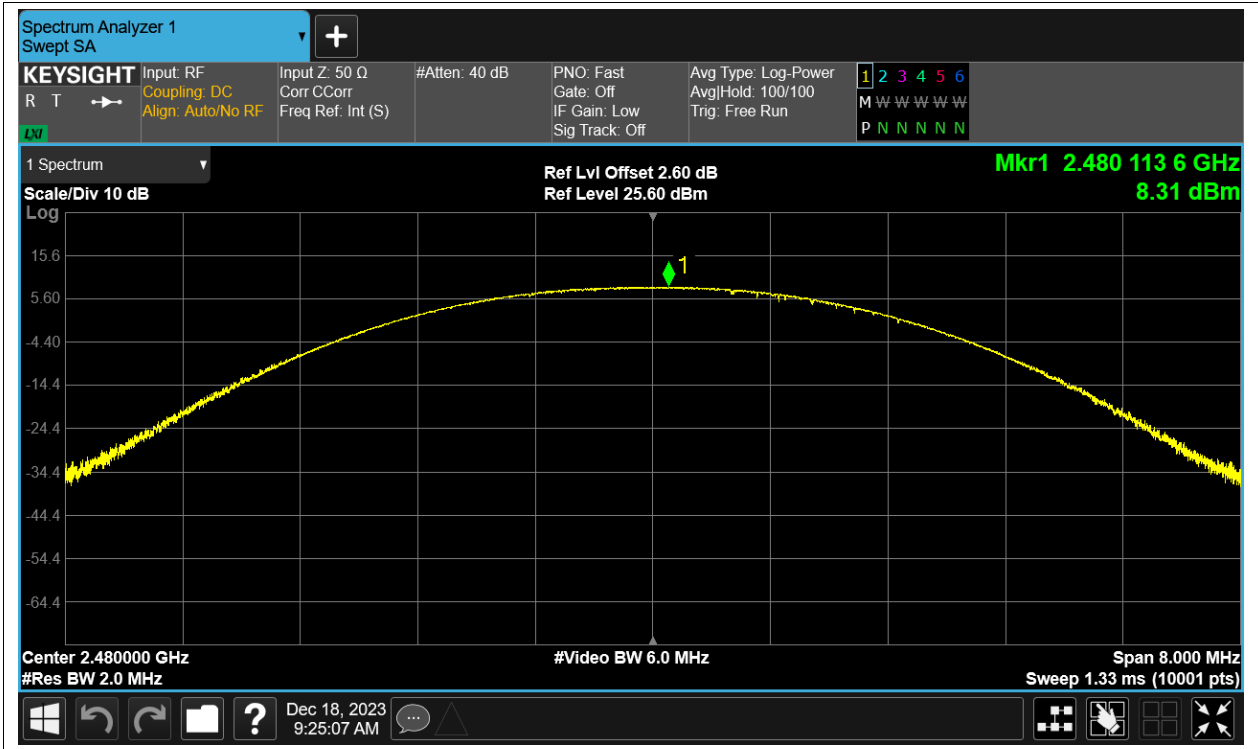 Spectrum Analyzer 1
Swept SA
KEYSIGHT
R T
LXI
Input: RF
Coupling: DC
Align: Auto/No RF
Input Z: 50 Ω
Corr CCorr
Freq Ref: Int (S)
#Atten: 40 dB
PNO: Fast
Gate: Off
IF Gain: Low
Sig Track: Off
Avg Type: Log-Power
Avg|Hold: 100/100
Trig: Free Run
1 2 3 4 5 6
M W W W W W
P N N N N N
1 Spectrum
Scale/Div 10 dB
Log
Ref Lvl Offset 2.60 dB
Ref Level 25.60 dBm
Mkr1 2.480 113 6 GHz
8.31 dBm
1
15.6
5.60
-4.40
-14.4
-24.4
-34.4
-44.4
-54.4
-64.4
Center 2.480000 GHz
#Res BW 2.0 MHz
#Video BW 6.0 MHz
Span 8.000 MHz
Sweep 1.33 ms (10001 pts)
?
Dec 18, 2023
9:25:07 AM